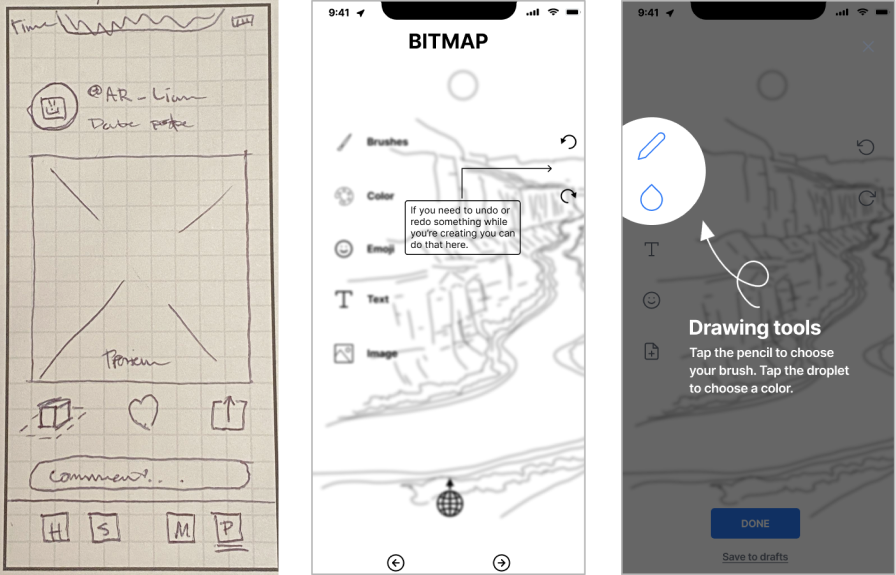 Time
@AR-Liam
Preview
Comment...
H S M P
9:41
BITMAP
Brushes
Color
If you need to undo or
redo something while
you're creating you can
do that here.
Emoji
Text
Image
9:41
Drawing tools
Tap the pencil to choose
your brush. Tap the droplet
to choose a color.
DONE
Save to drafts